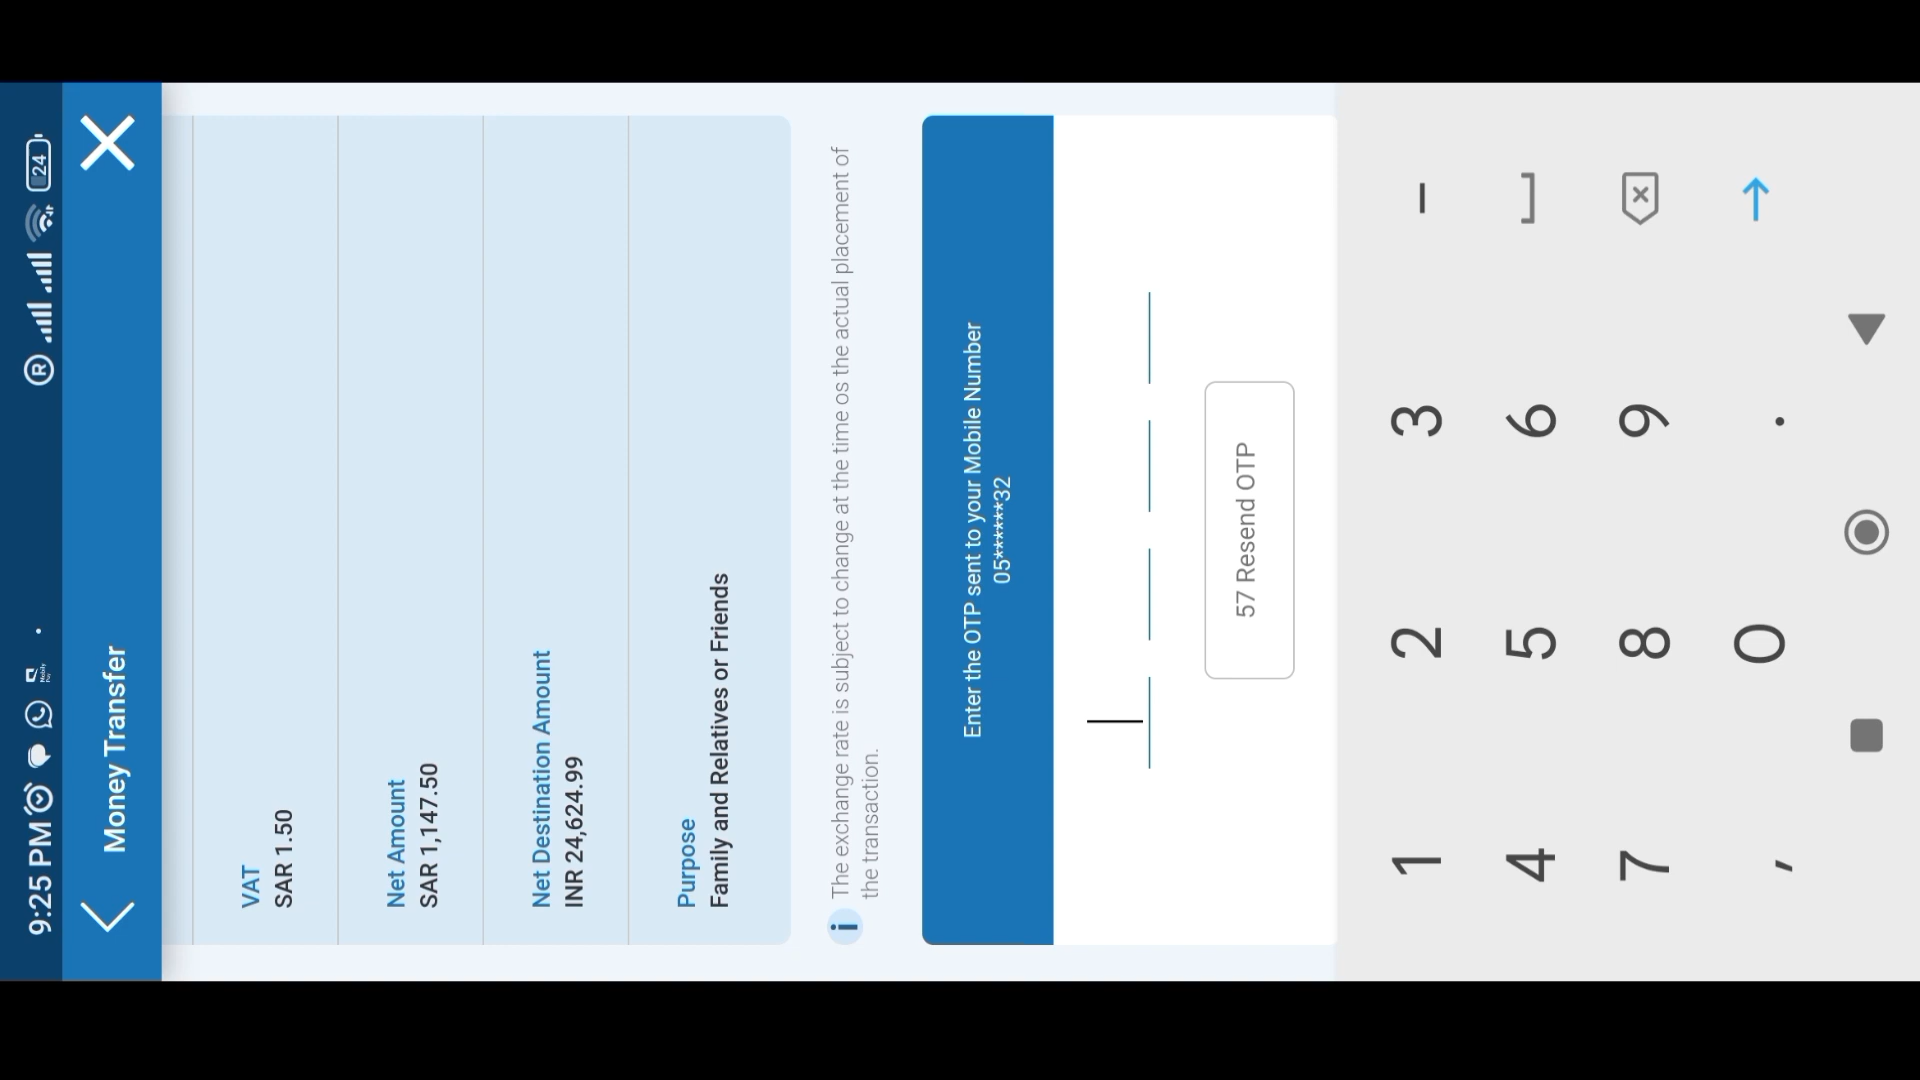 9:25 PM
R
24
Money Transfer
VAT
SAR 1.50
Net Amount
SAR 1,147.50
Net Destination Amount
INR 24,624.99
Purpose
Family and Relatives or Friends
i
The exchange rate is subject to change at the time os the actual placement of
the transaction.
Enter the OTP sent to your Mobile Number
05******32
57 Resend OTP
1 2 3 –
4 5 6
7 8 9
, 0 .